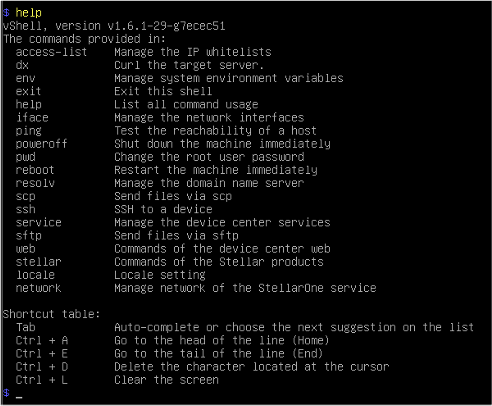 $ help
vShell, version v1.6.1-29-g7ecec51
The commands provided in:
access-list Manage the IP whitelists
dx Curl the target server.
env Manage system environment variables
exit Exit this shell
help List all command usage
iface Manage the network interfaces
ping Test the reachability of a host
poweroff Shut down the machine immediately
pwd Change the root user password
reboot Restart the machine immediately
resolv Manage the domain name server
scp Send files via scp
ssh SSH to a device
service Manage the device center services
sftp Send files via sftp
web Commands of the device center web
stellar Commands of the Stellar products
locale Locale setting
network Manage network of the StellarOne service
Shortcut table:
Tab Auto-complete or choose the next suggestion on the list
Ctrl + A Go to the head of the line (Home)
Ctrl + E Go to the tail of the line (End)
Ctrl + D Delete the character located at the cursor
Ctrl + L Clear the screen
$ _